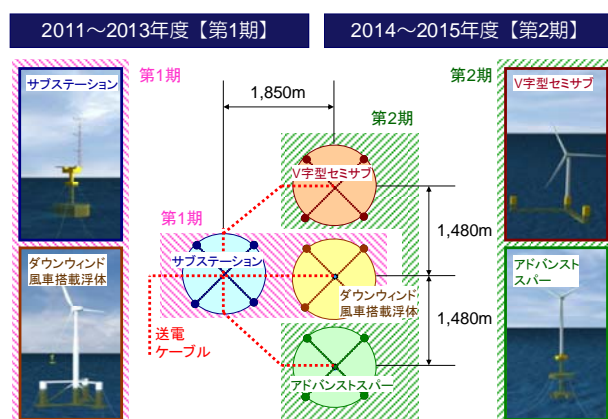 2011～2013年度【第1期】
2014～2015年度【第2期】
サブステーション
第1期
1,850m
第2期
第2期
V字型セミサブ
V字型セミサブ
1,480m
第1期
サブステーション
ダウンウィンド
風車搭載浮体
ダウンウィンド
風車搭載浮体
アドバンスト
スパー
1,480m
送電
ケーブル
アドバンストスパー